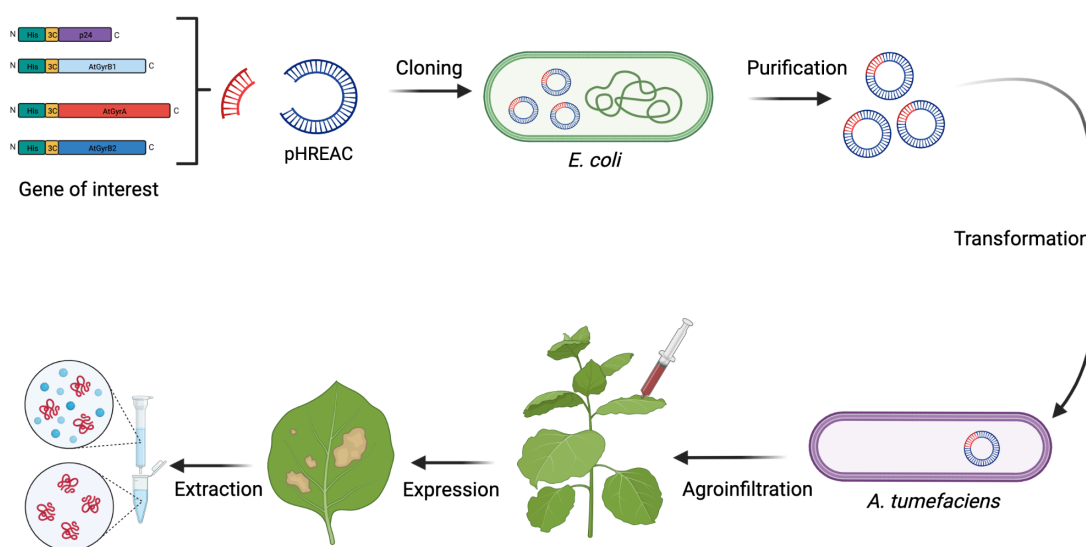 N His 3C p24 C
N His 3C AtGyrB1 C
N His 3C AtGyrA C
N His 3C AtGyrB2 C
Gene of interest
pHREAC
Cloning
E. coli
Purification
Transformation
A. tumefaciens
Agroinfiltration
Expression
Extraction